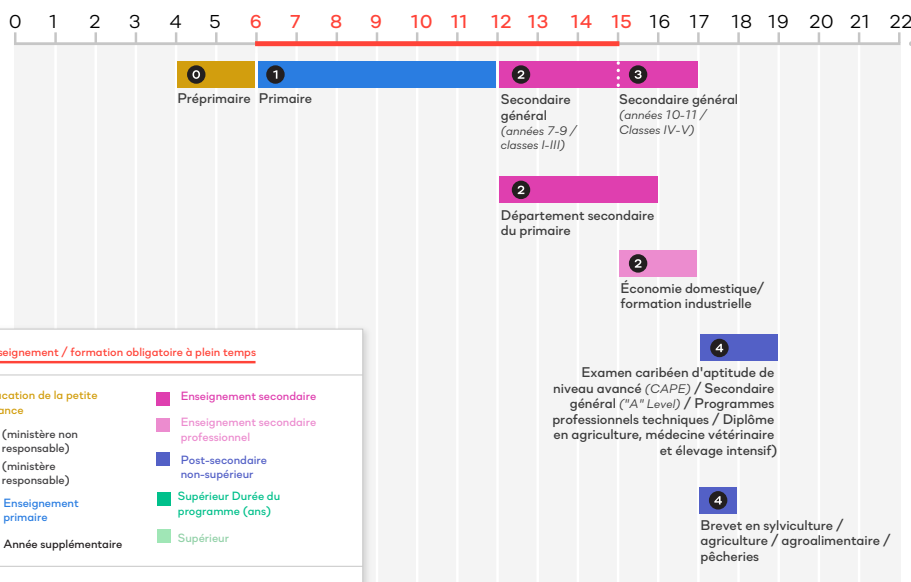 0 1 2 3 4 5 6 7 8 9 10 11 12 13 14 15 16 17 18 19 20 21 22
0 1 2 3
Préprimaire Primaire Secondaire Secondaire général
général (années 10-11 /
(années 7-9 / Classes IV-V)
classes I-III)
2
Département secondaire
du primaire
2
Économie domestique/
formation industrielle
4
Examen caribéen d'aptitude de
niveau avancé (CAPE) / Secondaire
général ("A" Level) / Programmes
professionnels techniques / Diplôme
en agriculture, médecine vétérinaire
et élevage intensif)
4
Brevet en sylviculture /
agriculture / agroalimentaire /
pêcheries
seignement / formation obligatoire à plein temps
cation de la petite
ance
(ministère non
responsable)
(ministère
responsable)
Enseignement
primaire
Année supplémentaire
Enseignement secondaire
Enseignement secondaire
professionnel
Post-secondaire
non-supérieur
Supérieur Durée du
programme (ans)
Supérieur